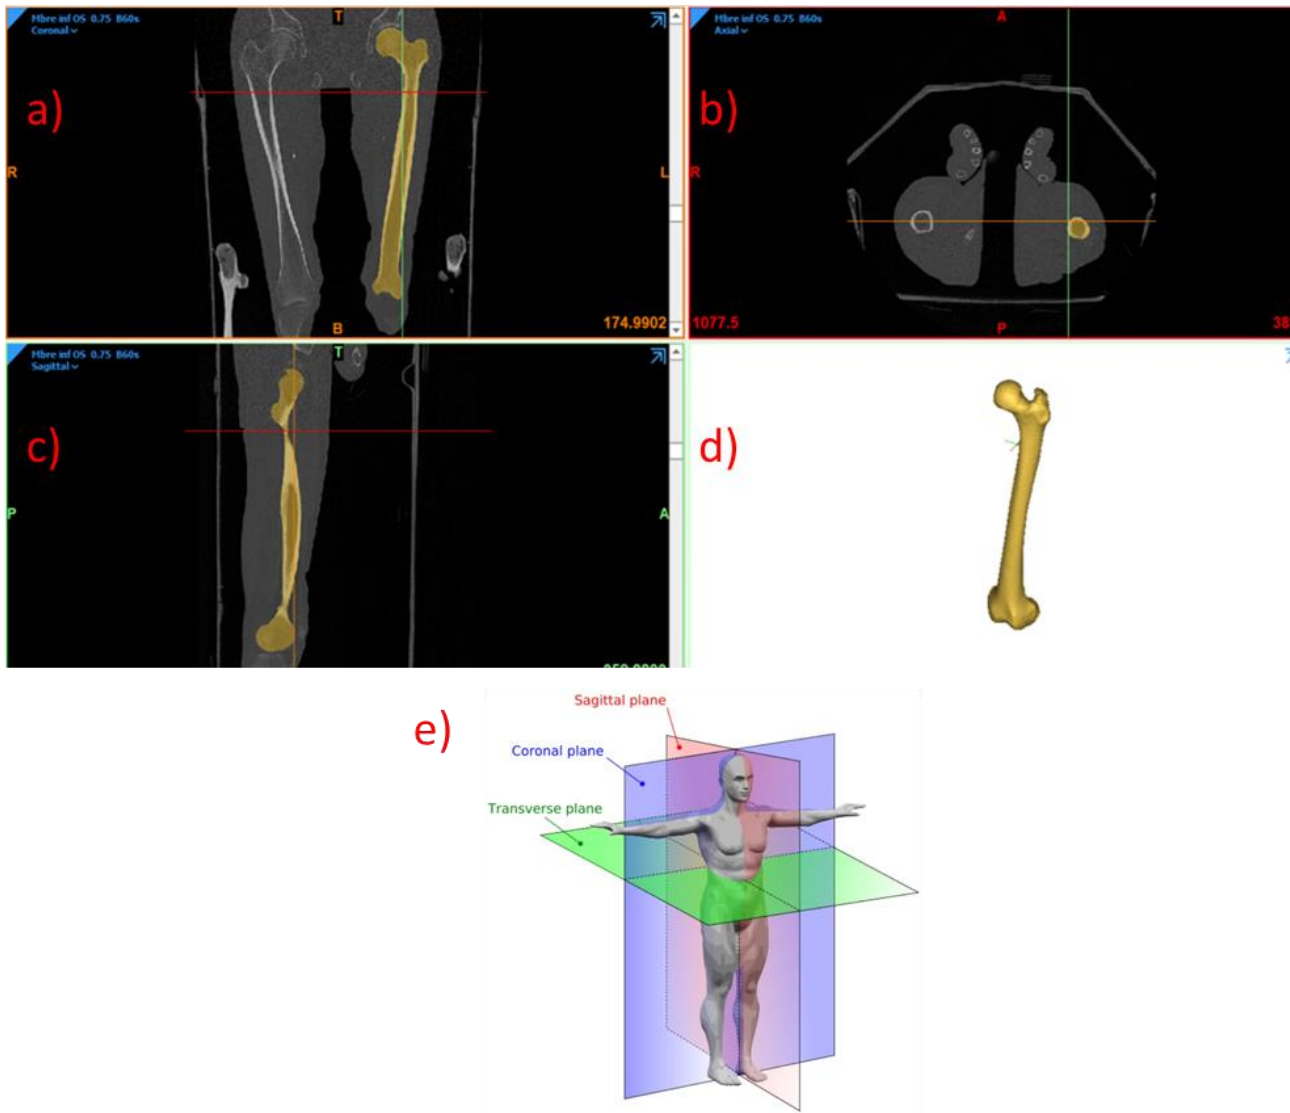 Mbre inf OS 0.75 B60s
Coronal
T
a)
R
L
B
174.9902
Mbre inf OS 0.75 B60s
Axial
A
b)
R
1077.5
P
38
Mbre inf OS 0.75 B60s
Sagittal
T
c)
P
A
d)
e)
Sagittal plane
Coronal plane
Transverse plane